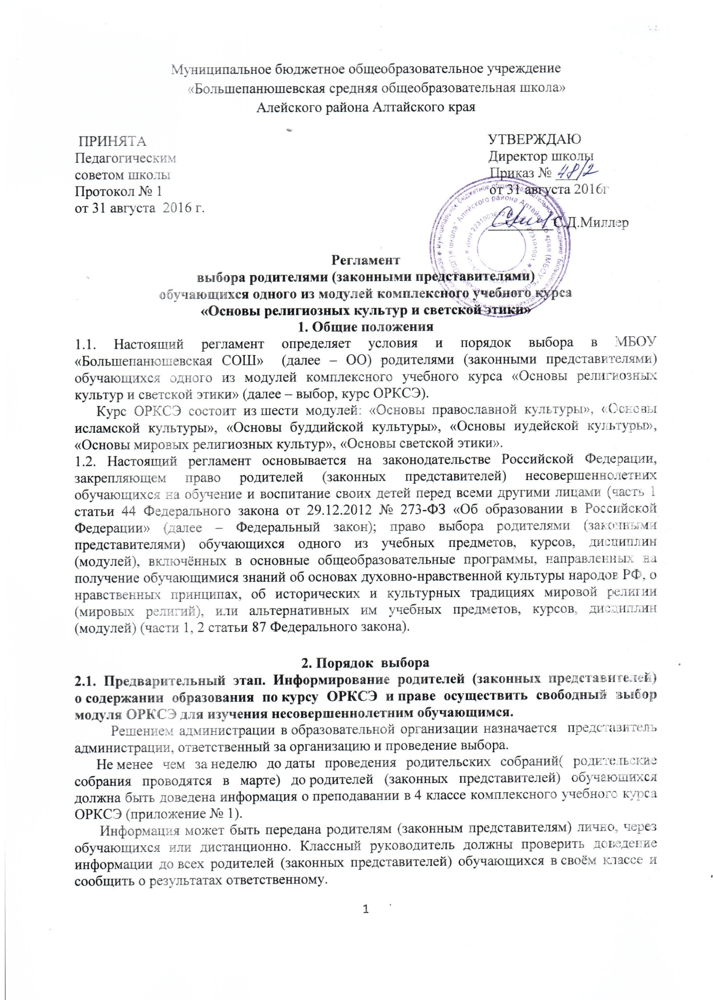 Муниципальное бюджетное общеобразовательное учреждение
«Большепанюшевская средняя общеобразовательная школа»
Алейского района Алтайского края
ПРИНЯТА
Педагогическим
советом школы
Протокол № 1
от 31 августа 2016 г.
УТВЕРЖДАЮ
Директор школы
Приказ № 48/2
от 31 августа 2016г
С.Д.Миллер
Регламент
выбора родителями (законными представителями)
обучающихся одного из модулей комплексного учебного курса
«Основы религиозных культур и светской этики»
1. Общие положения
1.1. Настоящий регламент определяет условия и порядок выбора в МБОУ
«Большепанюшевская СОШ» (далее – ОО) родителями (законными представителями)
обучающихся одного из модулей комплексного учебного курса «Основы религиозных
культур и светской этики» (далее – выбор, курс ОРКСЭ).
Курс ОРКСЭ состоит из шести модулей: «Основы православной культуры», «Основы
исламской культуры», «Основы буддийской культуры», «Основы иудейской культуры»,
«Основы мировых религиозных культур», «Основы светской этики».
1.2. Настоящий регламент основывается на законодательстве Российской Федерации,
закрепляющем право родителей (законных представителей) несовершеннолетних
обучающихся на обучение и воспитание своих детей перед всеми другими лицами (часть 1
статьи 44 Федерального закона от 29.12.2012 № 273-ФЗ «Об образовании в Российской
Федерации» (далее – Федеральный закон); право выбора родителями (законными
представителями) обучающихся одного из учебных предметов, курсов, дисциплин
(модулей), включённых в основные общеобразовательные программы, направленных на
получение обучающимися знаний об основах духовно-нравственной культуры народов РФ, о
нравственных принципах, об исторических и культурных традициях мировой религии
(мировых религий), или альтернативных им учебных предметов, курсов, дисциплин
(модулей) (части 1, 2 статьи 87 Федерального закона).
2. Порядок выбора
2.1. Предварительный этап. Информирование родителей (законных представителей)
о содержании образования по курсу ОРКСЭ и праве осуществить свободный выбор
модуля ОРКСЭ для изучения несовершеннолетним обучающимся.
Решением администрации в образовательной организации назначается представитель
администрации, ответственный за организацию и проведение выбора.
Не менее чем за неделю до даты проведения родительских собраний( родительские
собрания проводятся в марте) до родителей (законных представителей) обучающихся
должна быть доведена информация о преподавании в 4 классе комплексного учебного курса
ОРКСЭ (приложение № 1).
Информация может быть передана родителям (законным представителям) лично, через
обучающихся или дистанционно. Классный руководитель должны проверить доведение
информации до всех родителей (законных представителей) обучающихся в своём классе и
сообщить о результатах ответственному.
1